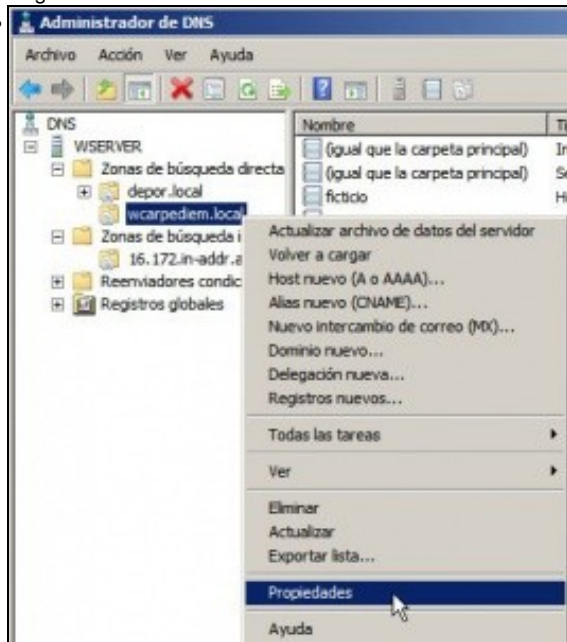 Administrador de DNS
Archivo Acción Ver Ayuda
DNS
WSERVER
Zonas de búsqueda directa
depor.local
wcarpediem.local
Zonas de búsqueda i
16.172.in-addr.a
Reenviadores condic
Registros globales
Nombre
(igual que la carpeta principal)
(igual que la carpeta principal)
ficticio
Actualizar archivo de datos del servidor
Volver a cargar
Host nuevo (A o AAAA)...
Alias nuevo (CNAME)...
Nuevo intercambio de correo (MX)...
Dominio nuevo...
Delegación nueva...
Registros nuevos...
Todas las tareas
Ver
Eliminar
Actualizar
Exportar lista...
Propiedades
Ayuda